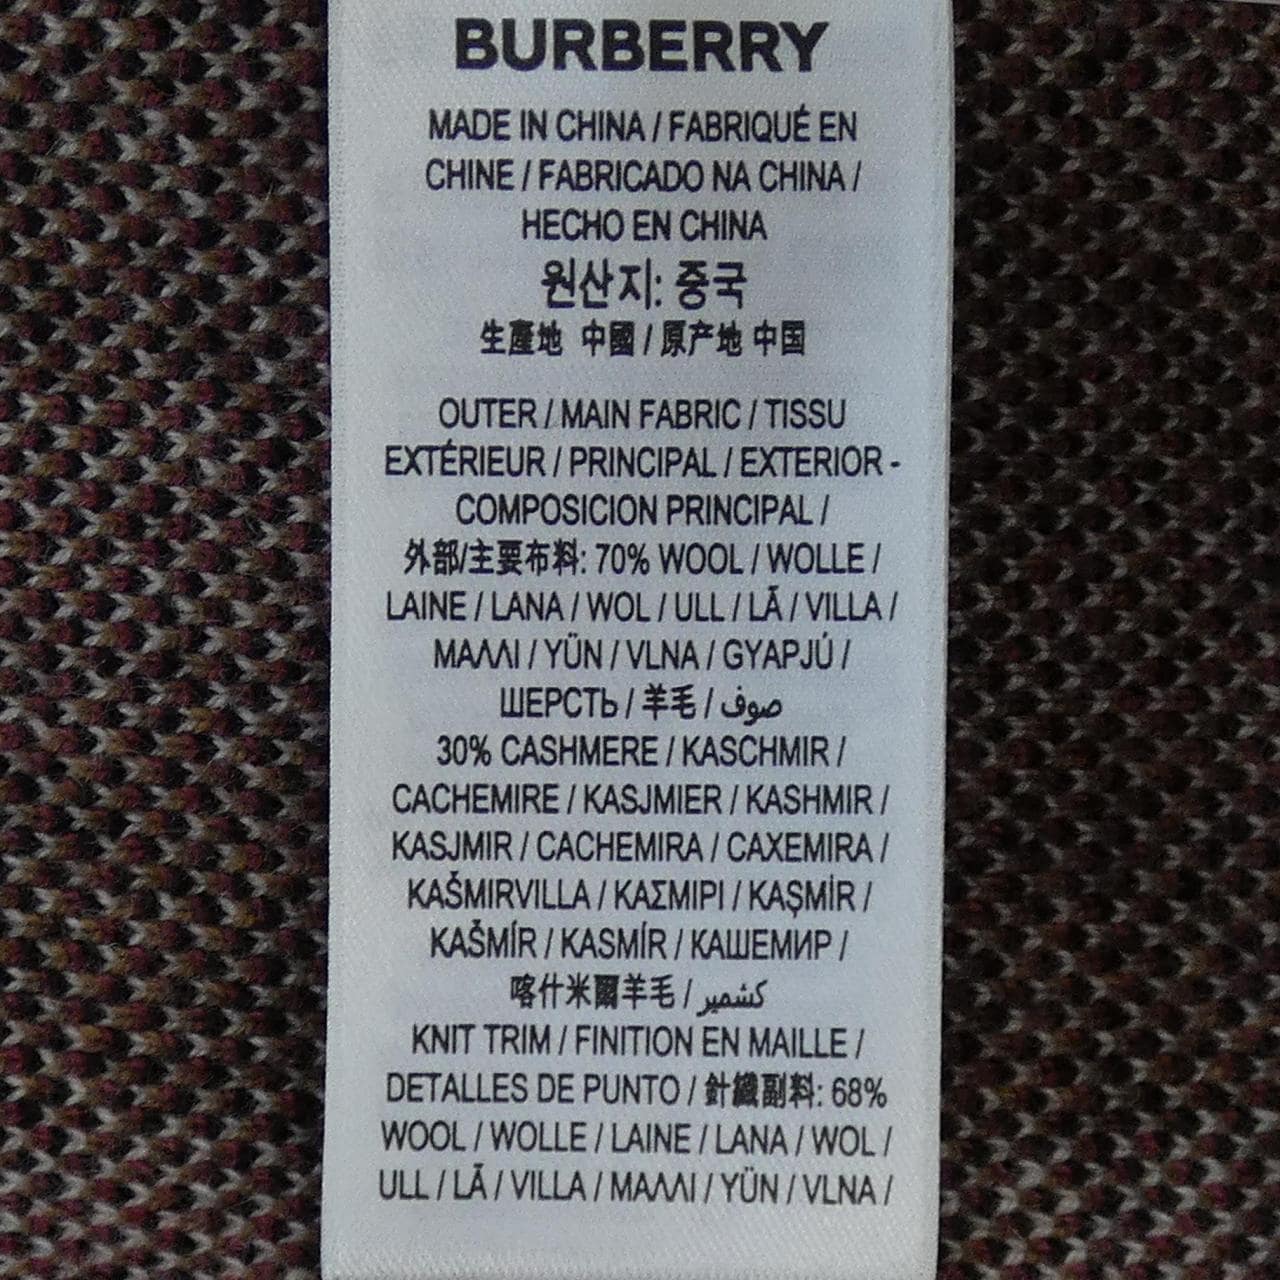 BURBERRY
MADE IN CHINA / FABRIQUÉ EN
CHINE / FABRICADO NA CHINA /
HECHO EN CHINA
원산지: 중국
生產地 中國 / 原产地 中国
OUTER / MAIN FABRIC / TISSU
EXTÉRIEUR / PRINCIPAL / EXTERIOR -
COMPOSICION PRINCIPAL /
外部/主要布料: 70% WOOL / WOLLE /
LAINE / LANA / WOL / ULL / LÃ / VILLA /
ΜΑΛΛΙ / YÜN / VLNA / GYAPJÚ /
ШЕРСТЬ / 羊毛 / صوف
30% CASHMERE / KASCHMIR /
CACHEMIRE / KASJMIER / KASHMIR /
KASJMIR / CACHEMIRA / CAXEMIRA /
KAŠMIRVILLA / ΚΑΣΜΙΡΙ / KAŞMİR /
KAŠMÍR / KASMÍR / КАШЕМИР /
喀什米爾羊毛 / كشمير
KNIT TRIM / FINITION EN MAILLE /
DETALLES DE PUNTO / 針織副料: 68%
WOOL / WOLLE / LAINE / LANA / WOL /
ULL / LÃ / VILLA / ΜΑΛΛΙ / YÜN / VLNA /